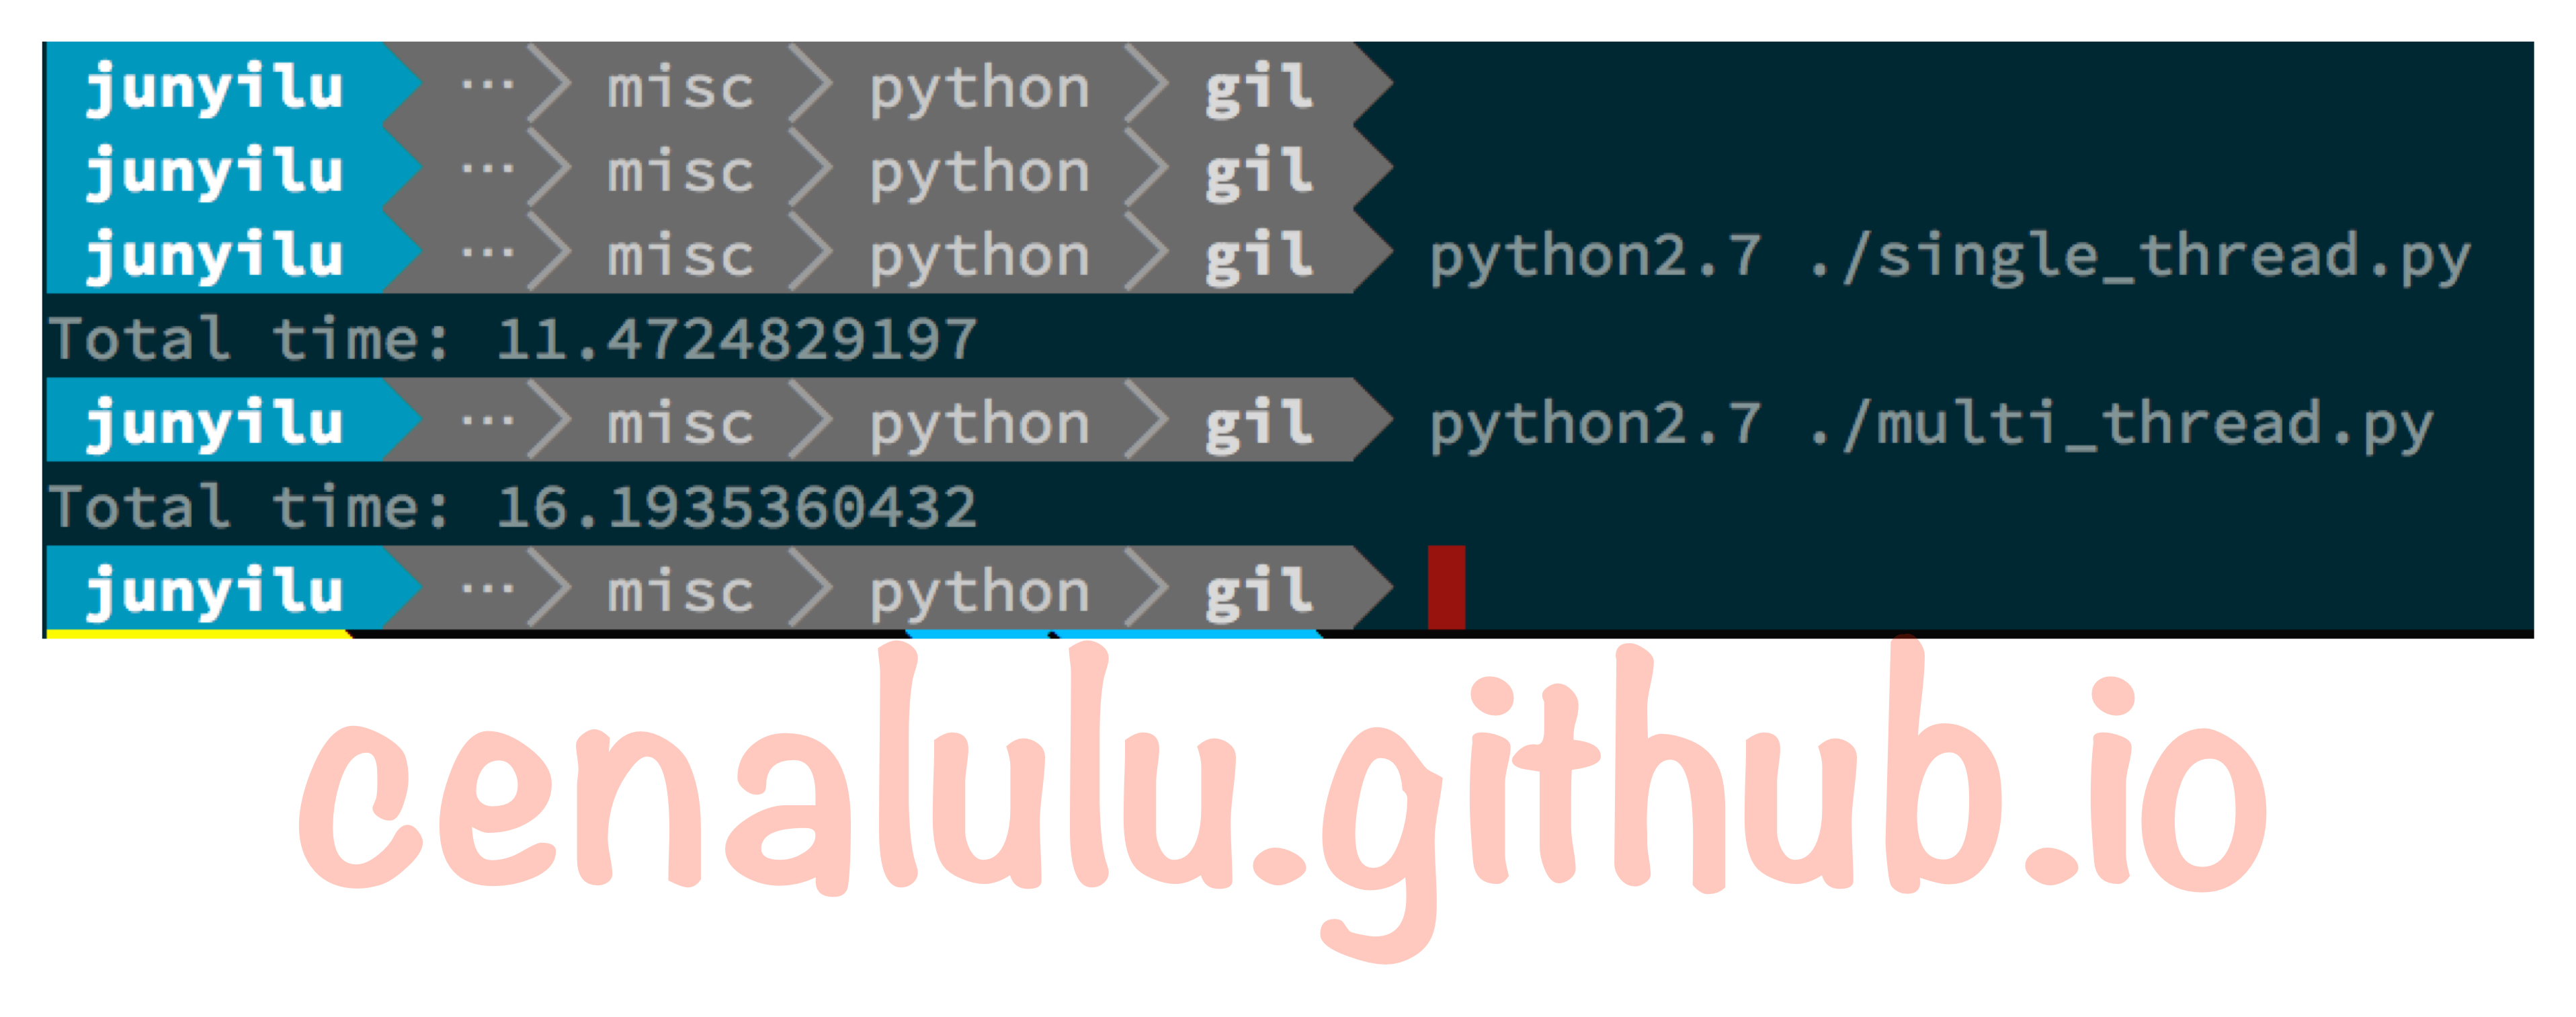 junyilu ... misc python gil
junyilu ... misc python gil
junyilu ... misc python gil python2.7 ./single_thread.py
Total time: 11.4724829197
junyilu ... misc python gil python2.7 ./multi_thread.py
Total time: 16.1935360432
junyilu ... misc python gil
cenalulu.github.io